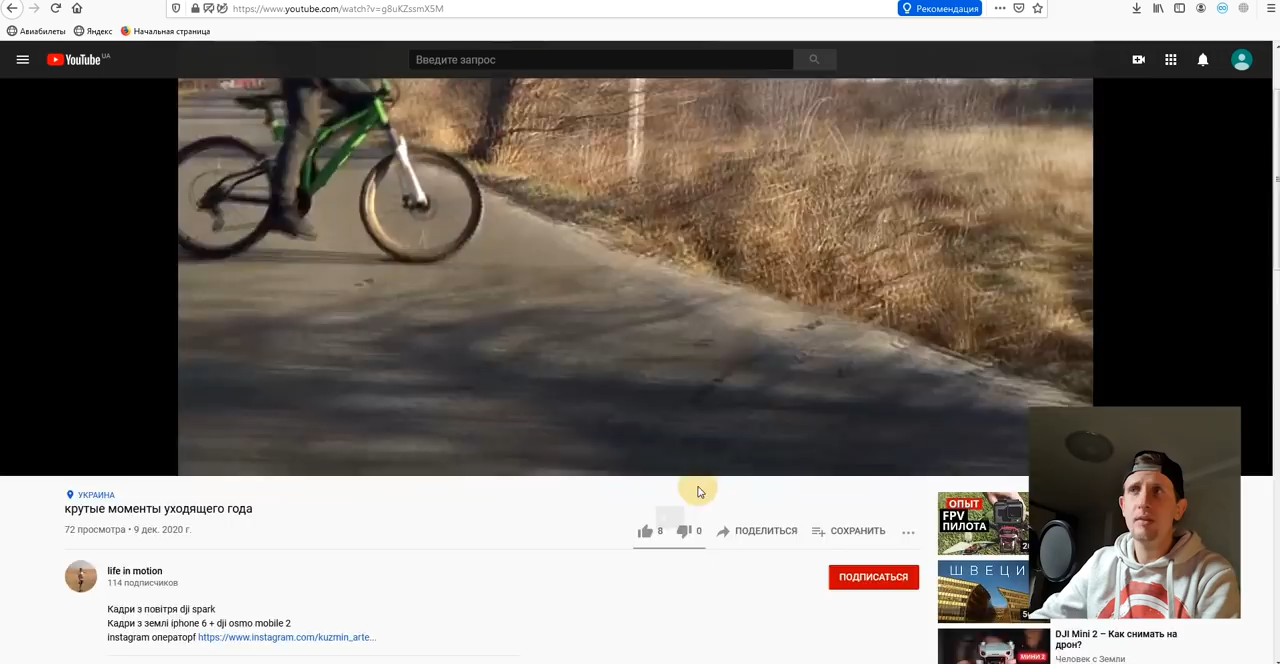 https://www.youtube.com/watch?v=g8uKZssmX5M
Рекомендация
Авиабилеты
Яндекс
Начальная страница
YouTube UA
Введите запрос
УКРАИНА
крутые моменты уходящего года
72 просмотра • 9 дек. 2020 г.
8
0
ПОДЕЛИТЬСЯ
СОХРАНИТЬ
life in motion
114 подписчиков
ПОДПИСАТЬСЯ
Кадри з повітря dji spark
Кадри з землі iphone 6 + dji osmo mobile 2
instagram операторf https://www.instagram.com/kuzmin_arte...
ОПЫТ
FPV
ПИЛОТА
ШВЕЦИ
МИНИ 2
DJI Mini 2 – Как снимать на
дрон?
Человек с Земли